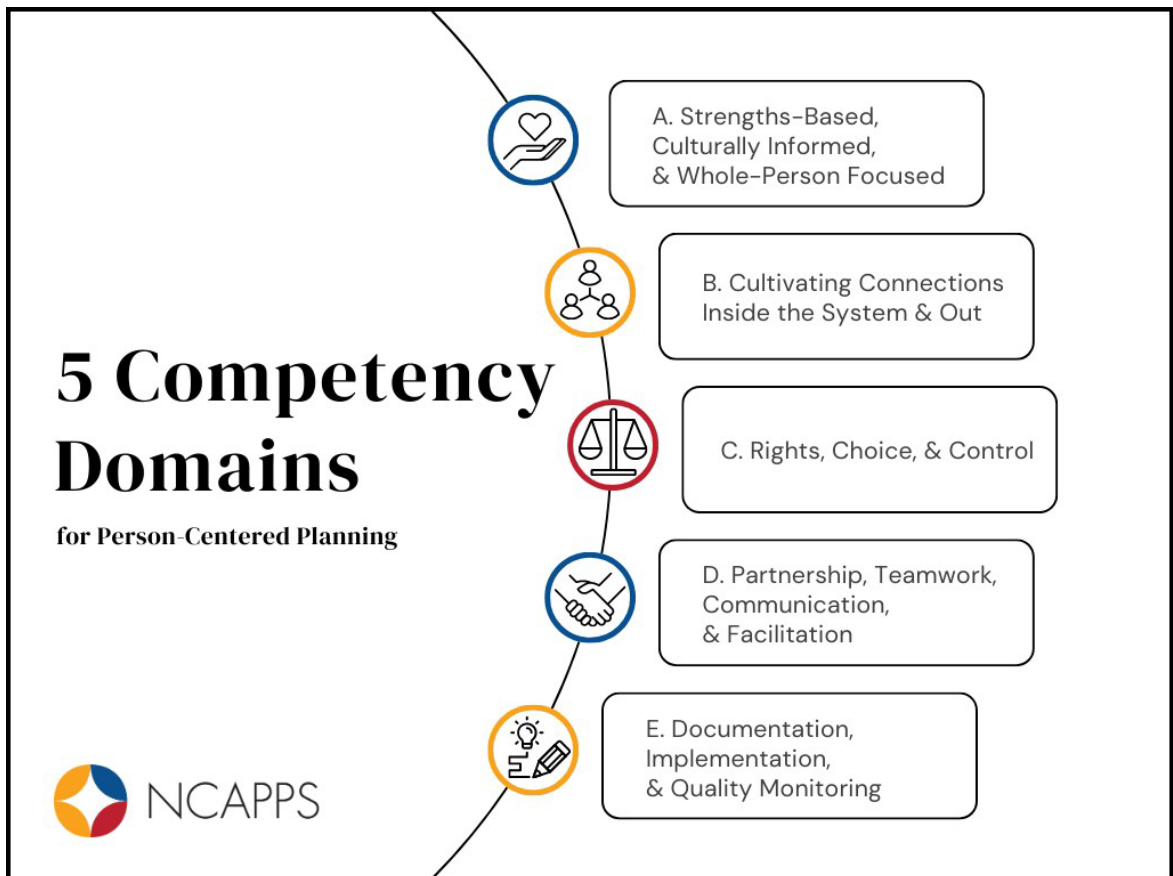 5 Competency
Domains
for Person-Centered Planning
A. Strengths-Based,
Culturally Informed,
& Whole-Person Focused
B. Cultivating Connections
Inside the System & Out
C. Rights, Choice, & Control
D. Partnership, Teamwork,
Communication,
& Facilitation
E. Documentation,
Implementation,
& Quality Monitoring
NCAPPS